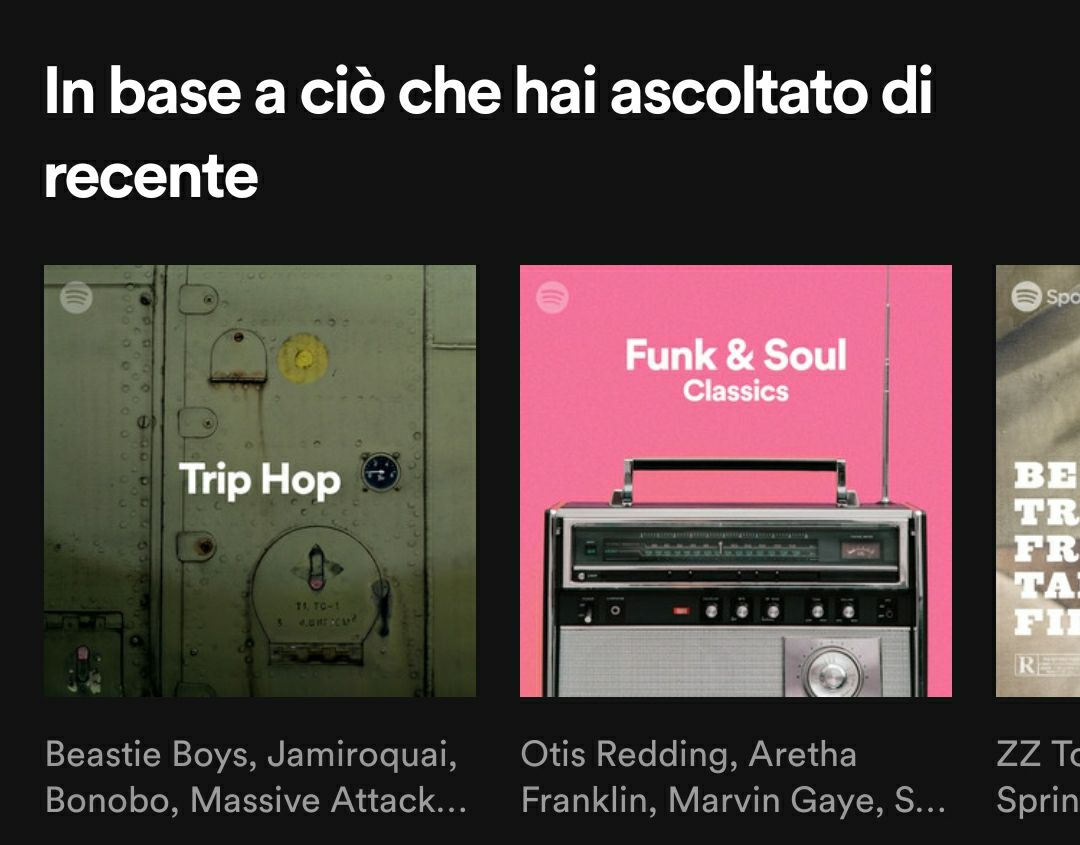 In base a ciò che hai ascoltato di
recente
Trip Hop
Funk & Soul
Classics
Spo
BE
TR
FR
TA
FI
R
Beastie Boys, Jamiroquai,
Bonobo, Massive Attack...
Otis Redding, Aretha
Franklin, Marvin Gaye, S...
ZZ To
Sprin